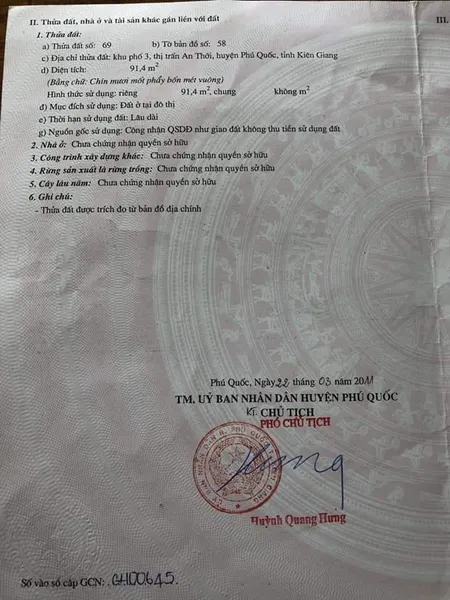 II. Thửa đất, nhà ở và tài sản khác gắn liền với đất
III.
1. Thửa đất:
a) Thửa đất số: 69 b) Tờ bản đồ số: 58
c) Địa chỉ thửa đất: khu phố 3, thị trấn An Thới, huyện Phú Quốc, tỉnh Kiên Giang
d) Diện tích: 91,4 m²
(Bằng chữ: Chín mươi mốt phẩy bốn mét vuông)
Hình thức sử dụng: riêng 91,4 m², chung không m²
đ) Mục đích sử dụng: Đất ở tại đô thị
e) Thời hạn sử dụng đất: Lâu dài
g) Nguồn gốc sử dụng: Công nhận QSDĐ như giao đất không thu tiền sử dụng đất
2. Nhà ở: Chưa chứng nhận quyền sở hữu
3. Công trình xây dựng khác: Chưa chứng nhận quyền sở hữu
4. Rừng sản xuất là rừng trồng: Chưa chứng nhận quyền sở hữu
5. Cây lâu năm: Chưa chứng nhận quyền sở hữu
6. Ghi chú:
- Thửa đất được trích đo từ bản đồ địa chính
Phú Quốc, Ngày 22 tháng 03 năm 2011
TM. UỶ BAN NHÂN DÂN HUYỆN PHÚ QUỐC
KT. CHỦ TỊCH
PHÓ CHỦ TỊCH
Huỳnh Quang Hưng
Số vào sổ cấp GCN: CH00645.